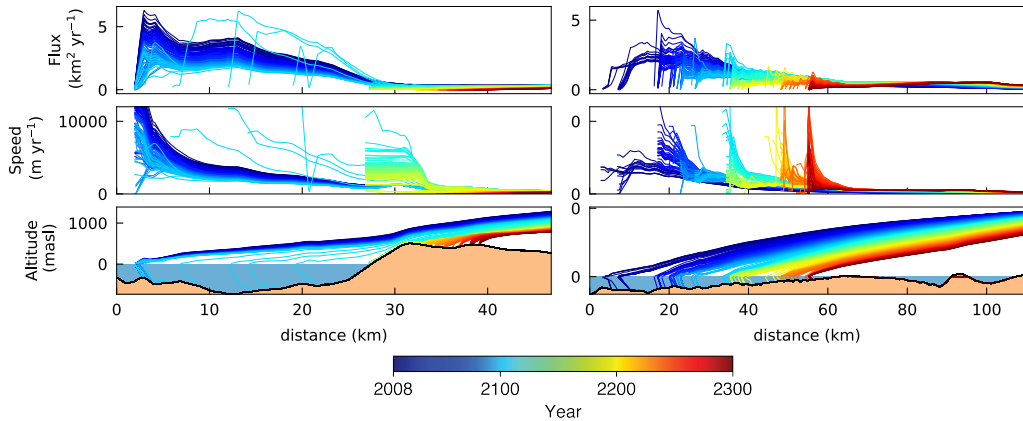 Flux
(km² yr⁻¹)
5
0
5
0
Speed
(m yr⁻¹)
10000
0
0
0
Altitude
(masl)
1000
0
0
0
0 10 20 30 40
distance (km)
0 20 40 60 80 100
distance (km)
2008 2100 2200 2300
Year